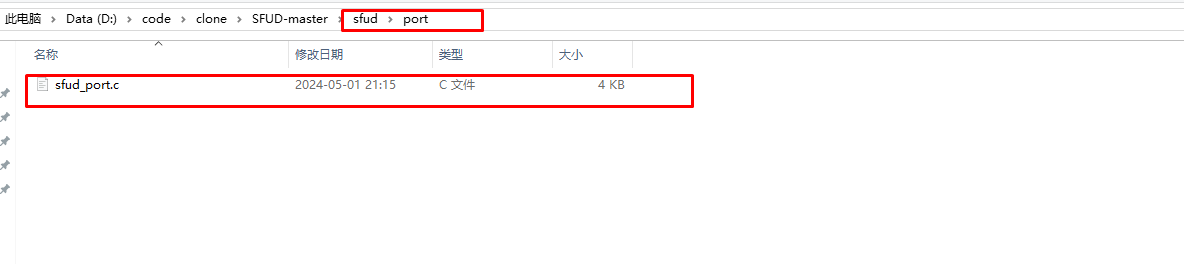 此电脑 > Data (D:) > code > clone > SFUD-master > sfud > port
名称 修改日期 类型 大小
sfud_port.c 2024-05-01 21:15 C 文件 4 KB